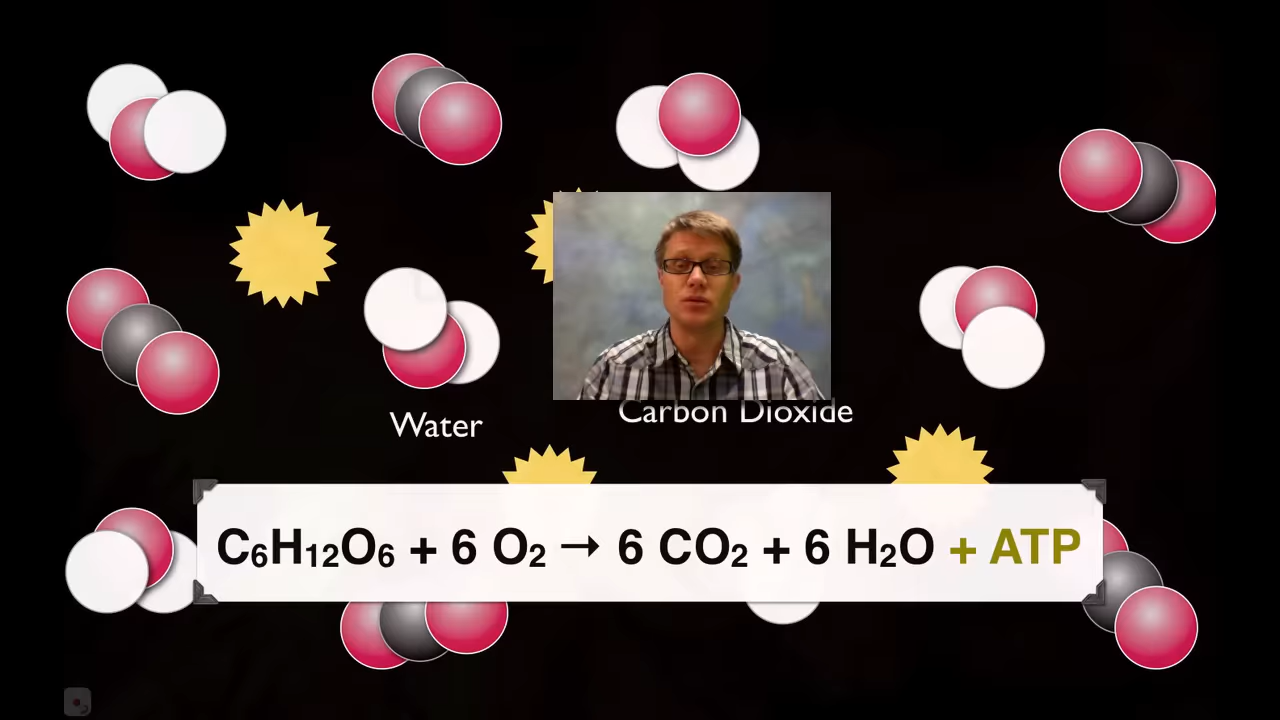 Water
Carbon Dioxide
C₆H₁₂O₆ + 6 O₂ → 6 CO₂ + 6 H₂O + ATP